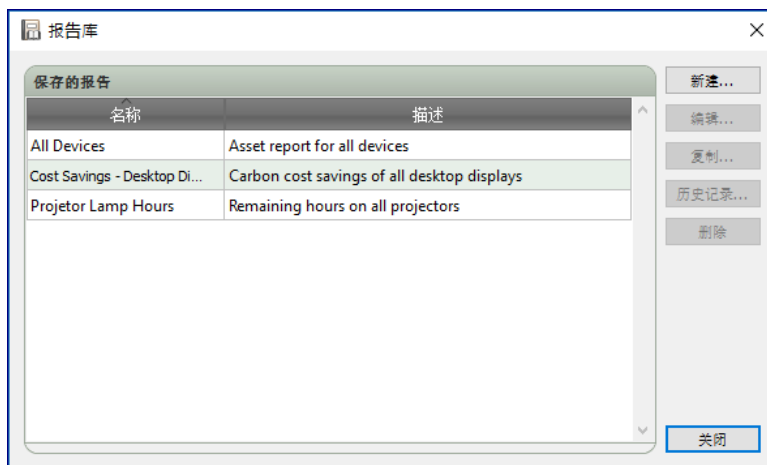 报告库
保存的报告
名称 描述
All Devices Asset report for all devices
Cost Savings - Desktop Di... Carbon cost savings of all desktop displays
Projetor Lamp Hours Remaining hours on all projectors
新建...
编辑...
复制...
历史记录...
删除
关闭